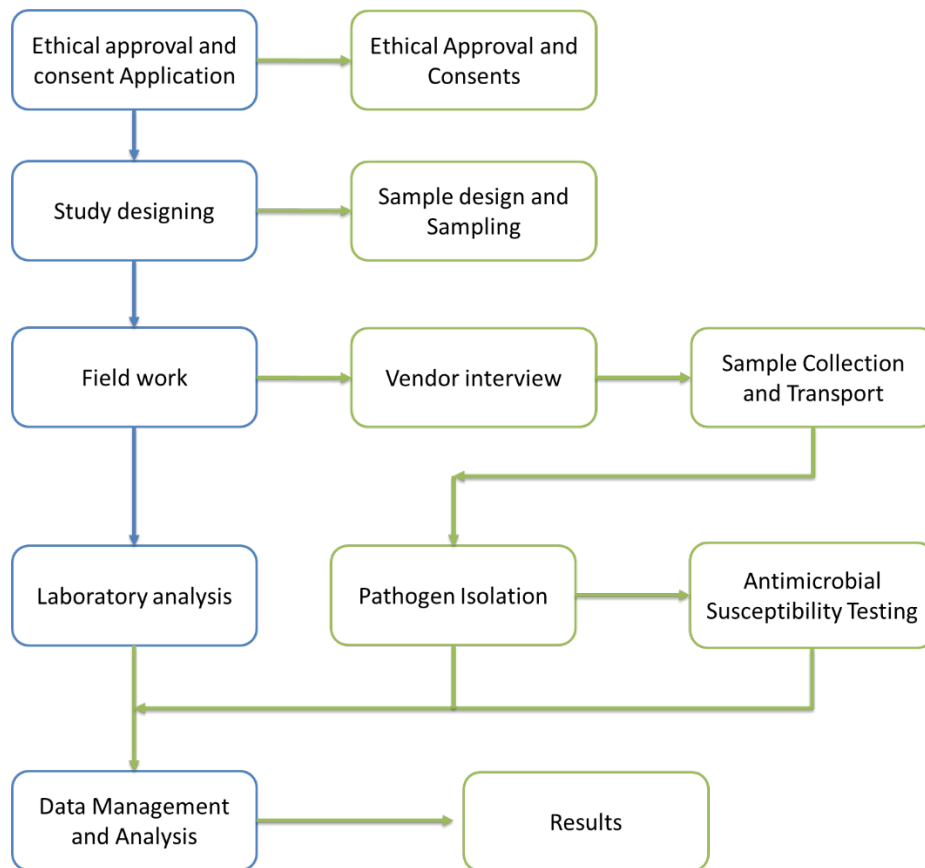 Ethical approval and
consent Application
Ethical Approval and
Consents
Study designing
Sample design and
Sampling
Field work
Vendor interview
Sample Collection
and Transport
Laboratory analysis
Pathogen Isolation
Antimicrobial
Susceptibility Testing
Data Management
and Analysis
Results